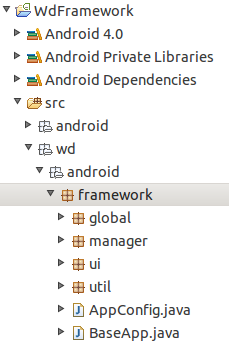 WdFramework
Android 4.0
Android Private Libraries
Android Dependencies
src
android
wd
android
framework
global
manager
ui
util
AppConfig.java
BaseApp.java